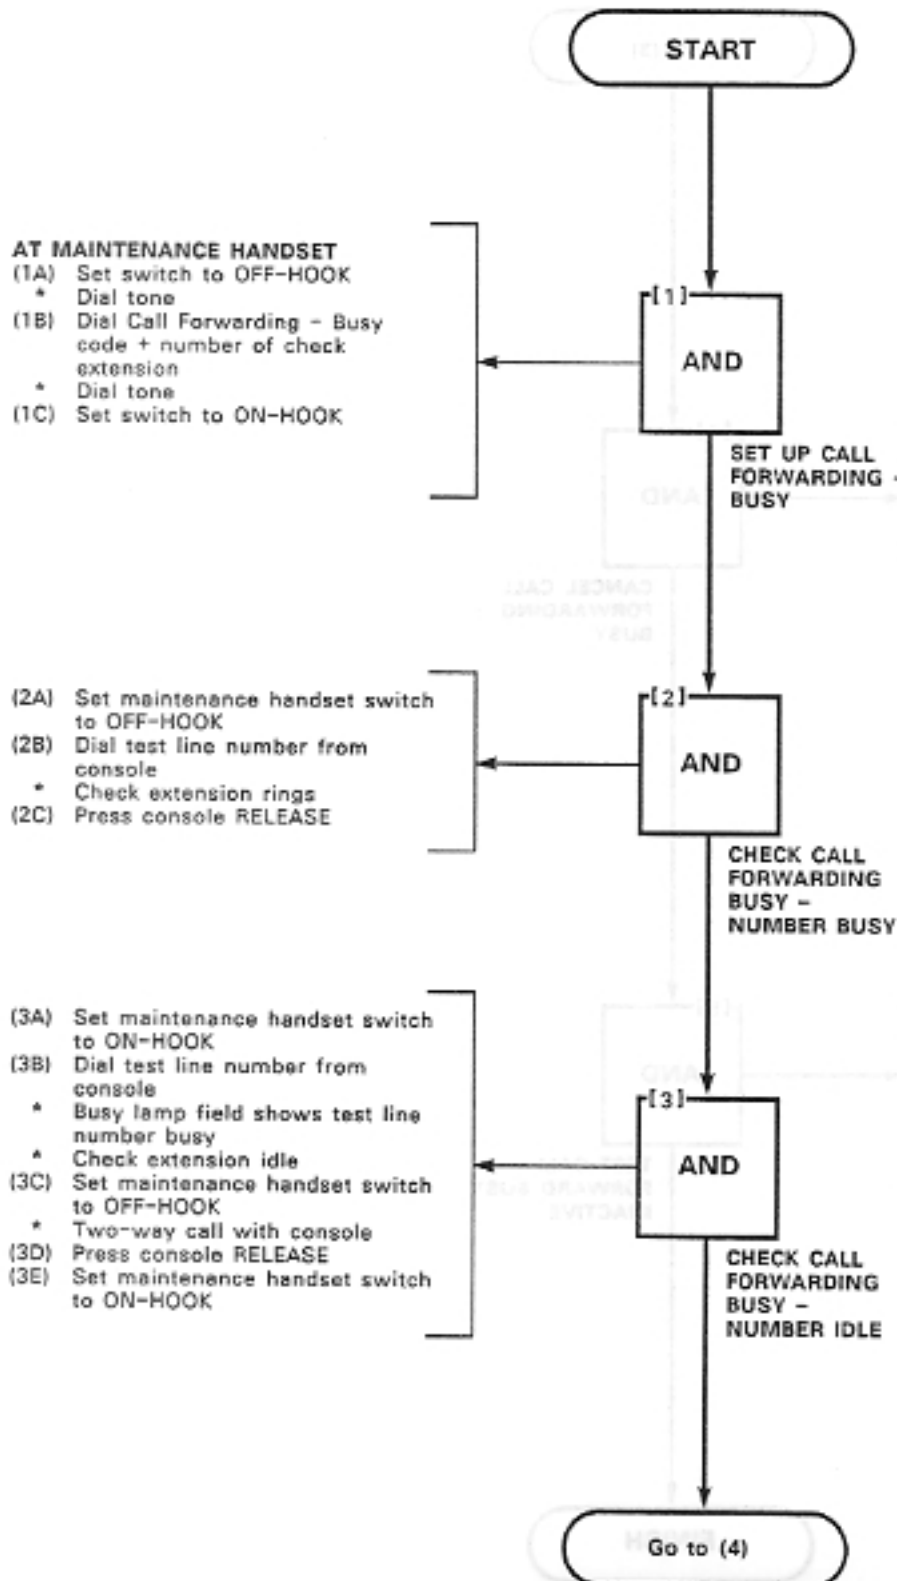 START
AT MAINTENANCE HANDSET
(1A) Set switch to OFF-HOOK
* Dial tone
(1B) Dial Call Forwarding - Busy
code + number of check
extension
* Dial tone
(1C) Set switch to ON-HOOK
[1]
AND
SET UP CALL
FORWARDING -
BUSY
(2A) Set maintenance handset switch
to OFF-HOOK
(2B) Dial test line number from
console
* Check extension rings
(2C) Press console RELEASE
[2]
AND
CHECK CALL
FORWARDING
BUSY -
NUMBER BUSY
(3A) Set maintenance handset switch
to ON-HOOK
(3B) Dial test line number from
console
* Busy lamp field shows test line
number busy
* Check extension idle
(3C) Set maintenance handset switch
to OFF-HOOK
* Two-way call with console
(3D) Press console RELEASE
(3E) Set maintenance handset switch
to ON-HOOK
[3]
AND
CHECK CALL
FORWARDING
BUSY -
NUMBER IDLE
Go to (4)